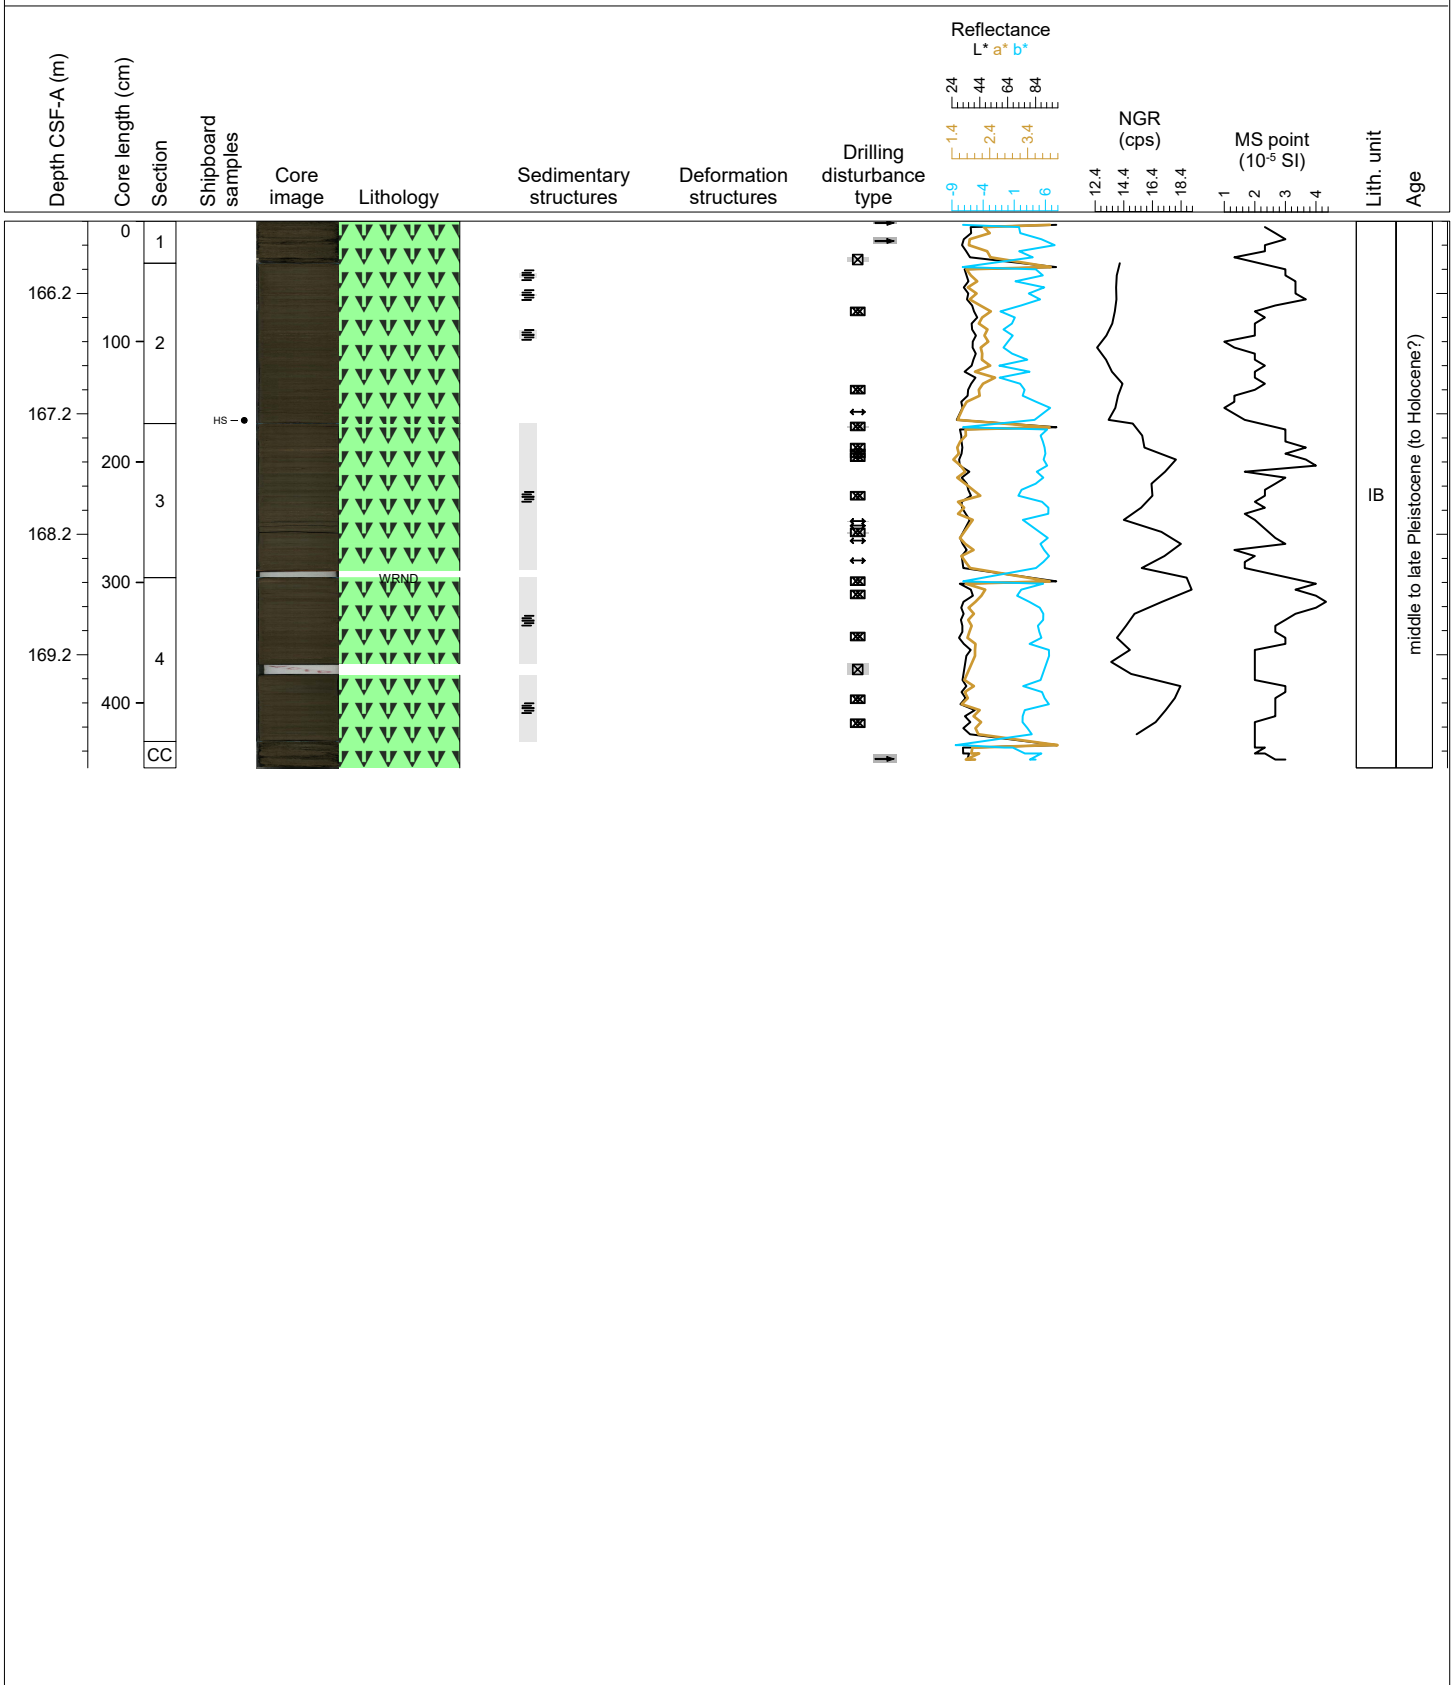 Depth CSF-A (m)
Core length (cm)
Section
Shipboard
samples
Core
image
Lithology
Sedimentary
structures
Deformation
structures
Drilling
disturbance
type
Reflectance
L* a* b*
24 44 64 84
1.4 2.4 3.4
-9 -4 1 6
NGR
(cps)
12.4 14.4 16.4 18.4
MS point
(10-5 SI)
1 2 3 4
Lith. unit
Age
0
1
166.2
100
2
167.2
HS
200
3
168.2
300
WRND
169.2
4
400
CC
IB
middle to late Pleistocene (to Holocene?)